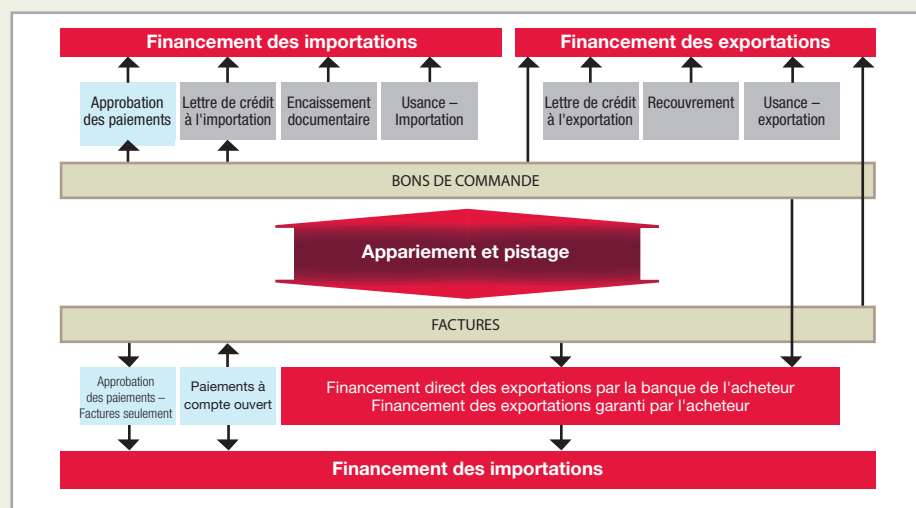 Financement des importations
Financement des exportations
Approbation
des paiements
Lettre de crédit
à l'importation
Encaissement
documentaire
Usance –
Importation
Lettre de crédit
à l'exportation
Recouvrement
Usance –
exportation
BONS DE COMMANDE
Appariement et pistage
FACTURES
Approbation
des paiements –
Factures seulement
Paiements à
compte ouvert
Financement direct des exportations par la banque de l'acheteur
Financement des exportations garanti par l'acheteur
Financement des importations